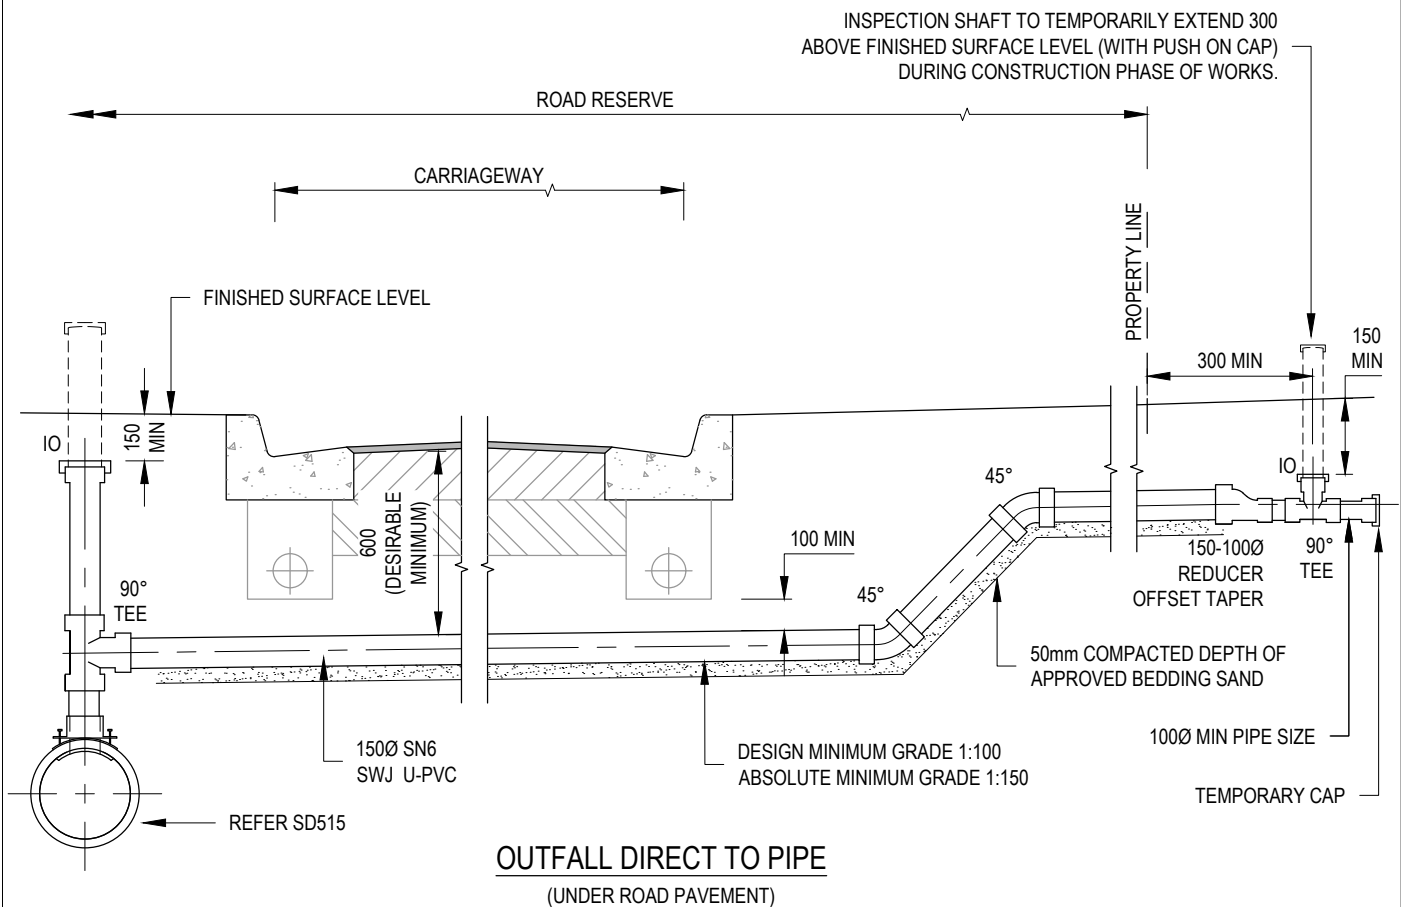 INSPECTION SHAFT TO TEMPORARILY EXTEND 300
ABOVE FINISHED SURFACE LEVEL (WITH PUSH ON CAP)
DURING CONSTRUCTION PHASE OF WORKS.
ROAD RESERVE
CARRIAGEWAY
PROPERTY LINE
FINISHED SURFACE LEVEL
150
MIN
300 MIN
150
MIN
IO
IO
45°
600
(DESIRABLE
MINIMUM)
100 MIN
150-100Ø
REDUCER
OFFSET TAPER
90°
TEE
90°
TEE
45°
50mm COMPACTED DEPTH OF
APPROVED BEDDING SAND
150Ø SN6
SWJ U-PVC
DESIGN MINIMUM GRADE 1:100
ABSOLUTE MINIMUM GRADE 1:150
100Ø MIN PIPE SIZE
TEMPORARY CAP
REFER SD515
OUTFALL DIRECT TO PIPE
(UNDER ROAD PAVEMENT)